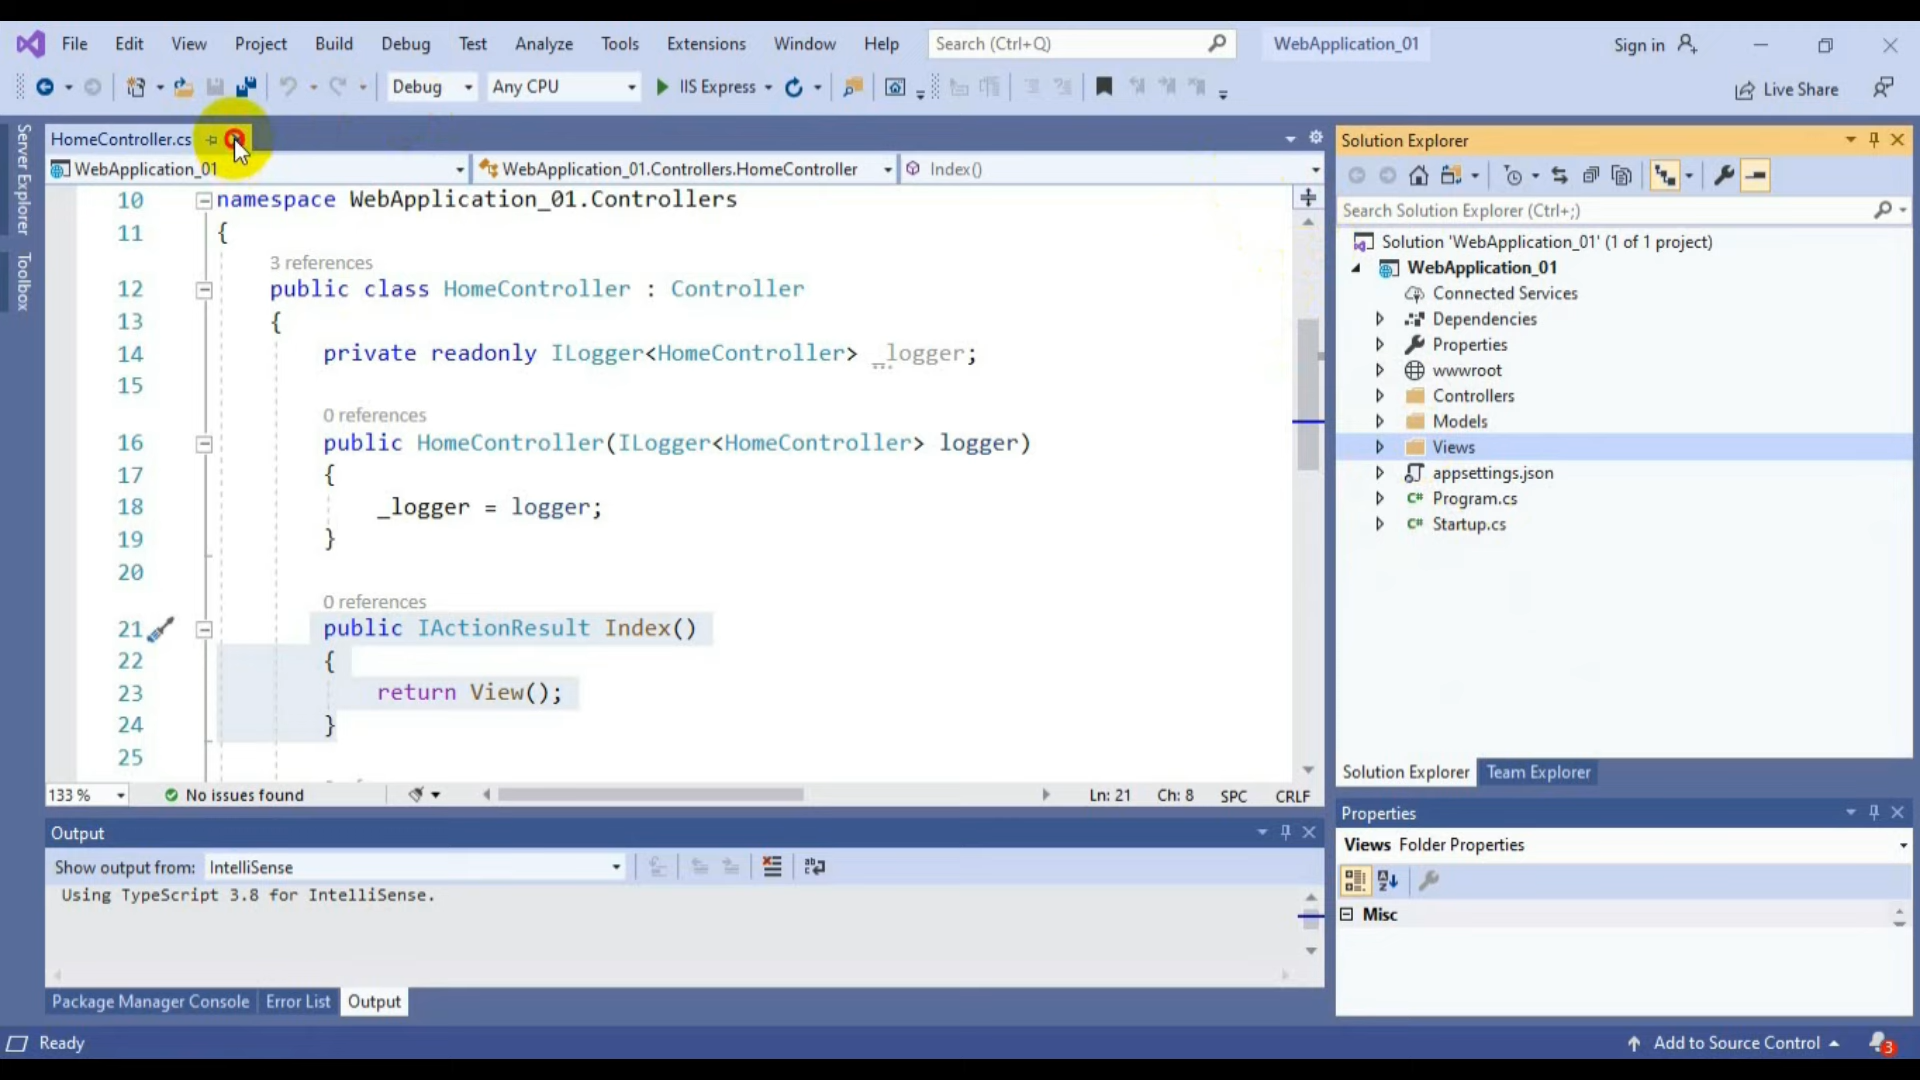 File Edit View Project Build Debug Test Analyze Tools Extensions Window Help Search (Ctrl+Q) WebApplication_01 Sign in
Debug Any CPU IIS Express Live Share
Server Explorer
Toolbox
HomeController.cs
WebApplication_01 WebApplication_01.Controllers.HomeController Index()
10 namespace WebApplication_01.Controllers
11 {
3 references
12 public class HomeController : Controller
13 {
14 private readonly ILogger<HomeController> _logger;
15
0 references
16 public HomeController(ILogger<HomeController> logger)
17 {
18 _logger = logger;
19 }
20
0 references
21 public IActionResult Index()
22 {
23 return View();
24 }
25
133 % No issues found Ln: 21 Ch: 8 SPC CRLF
Output
Show output from: IntelliSense
Using TypeScript 3.8 for IntelliSense.
Package Manager Console Error List Output
Solution Explorer
Search Solution Explorer (Ctrl+;)
Solution 'WebApplication_01' (1 of 1 project)
WebApplication_01
Connected Services
Dependencies
Properties
wwwroot
Controllers
Models
Views
appsettings.json
C# Program.cs
C# Startup.cs
Solution Explorer Team Explorer
Properties
Views Folder Properties
Misc
Ready Add to Source Control 3